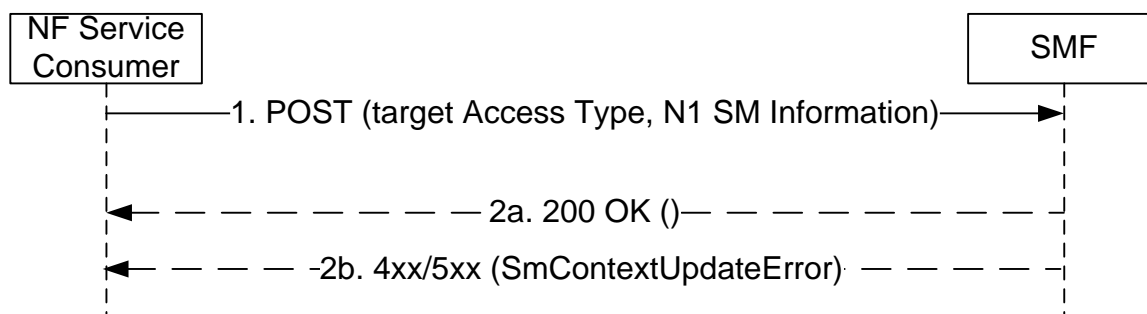 NF Service
Consumer
SMF
1. POST (target Access Type, N1 SM Information)
2a. 200 OK ()
2b. 4xx/5xx (SmContextUpdateError)